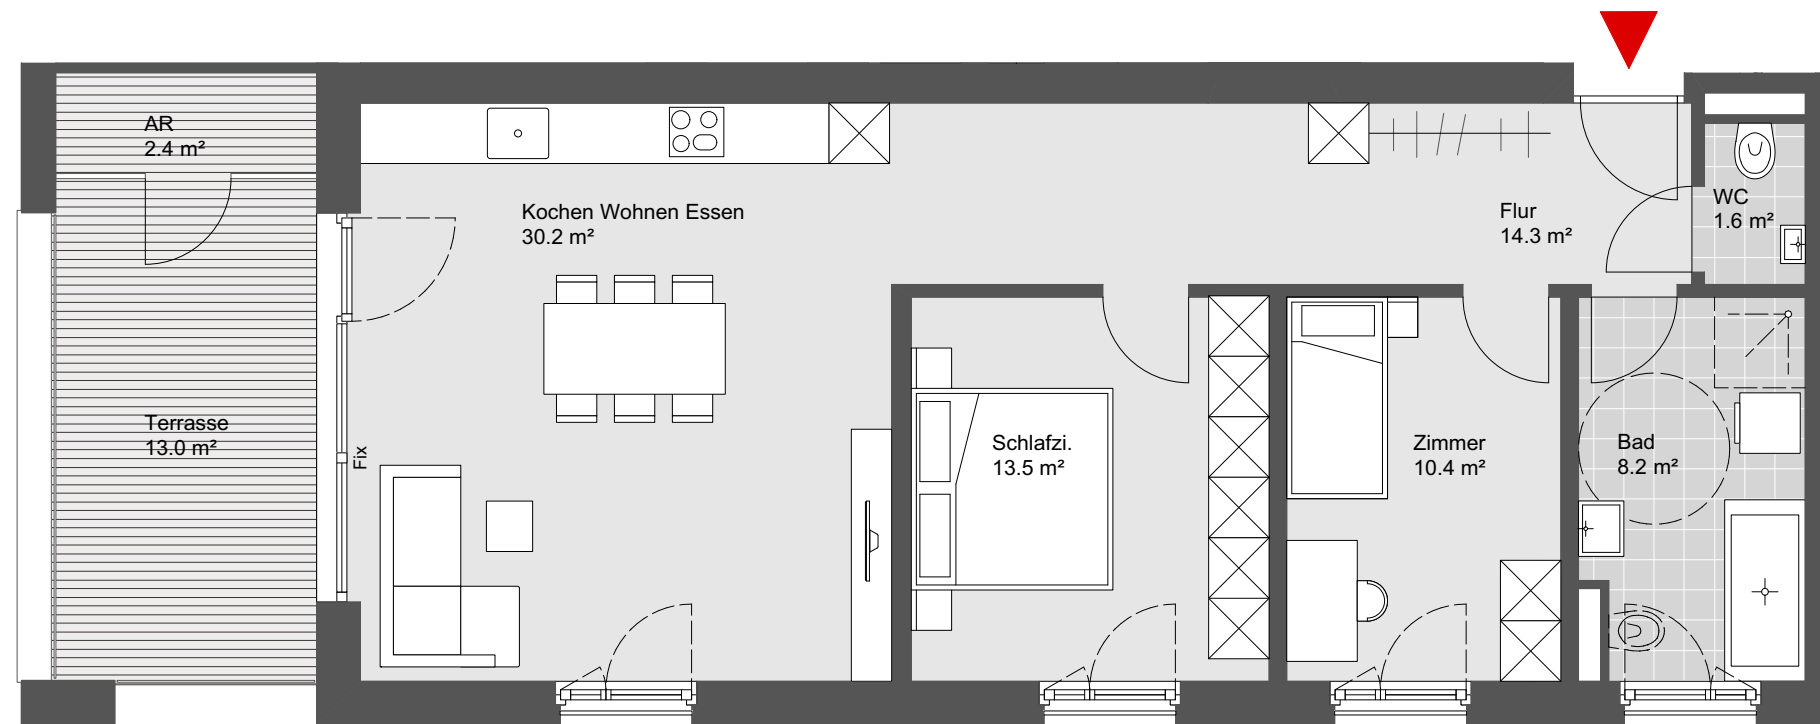 AR
2.4 m²
Kochen Wohnen Essen
30.2 m²
Flur
14.3 m²
WC
1.6 m²
Terrasse
13.0 m²
Fix
Schlafzi.
13.5 m²
Zimmer
10.4 m²
Bad
8.2 m²